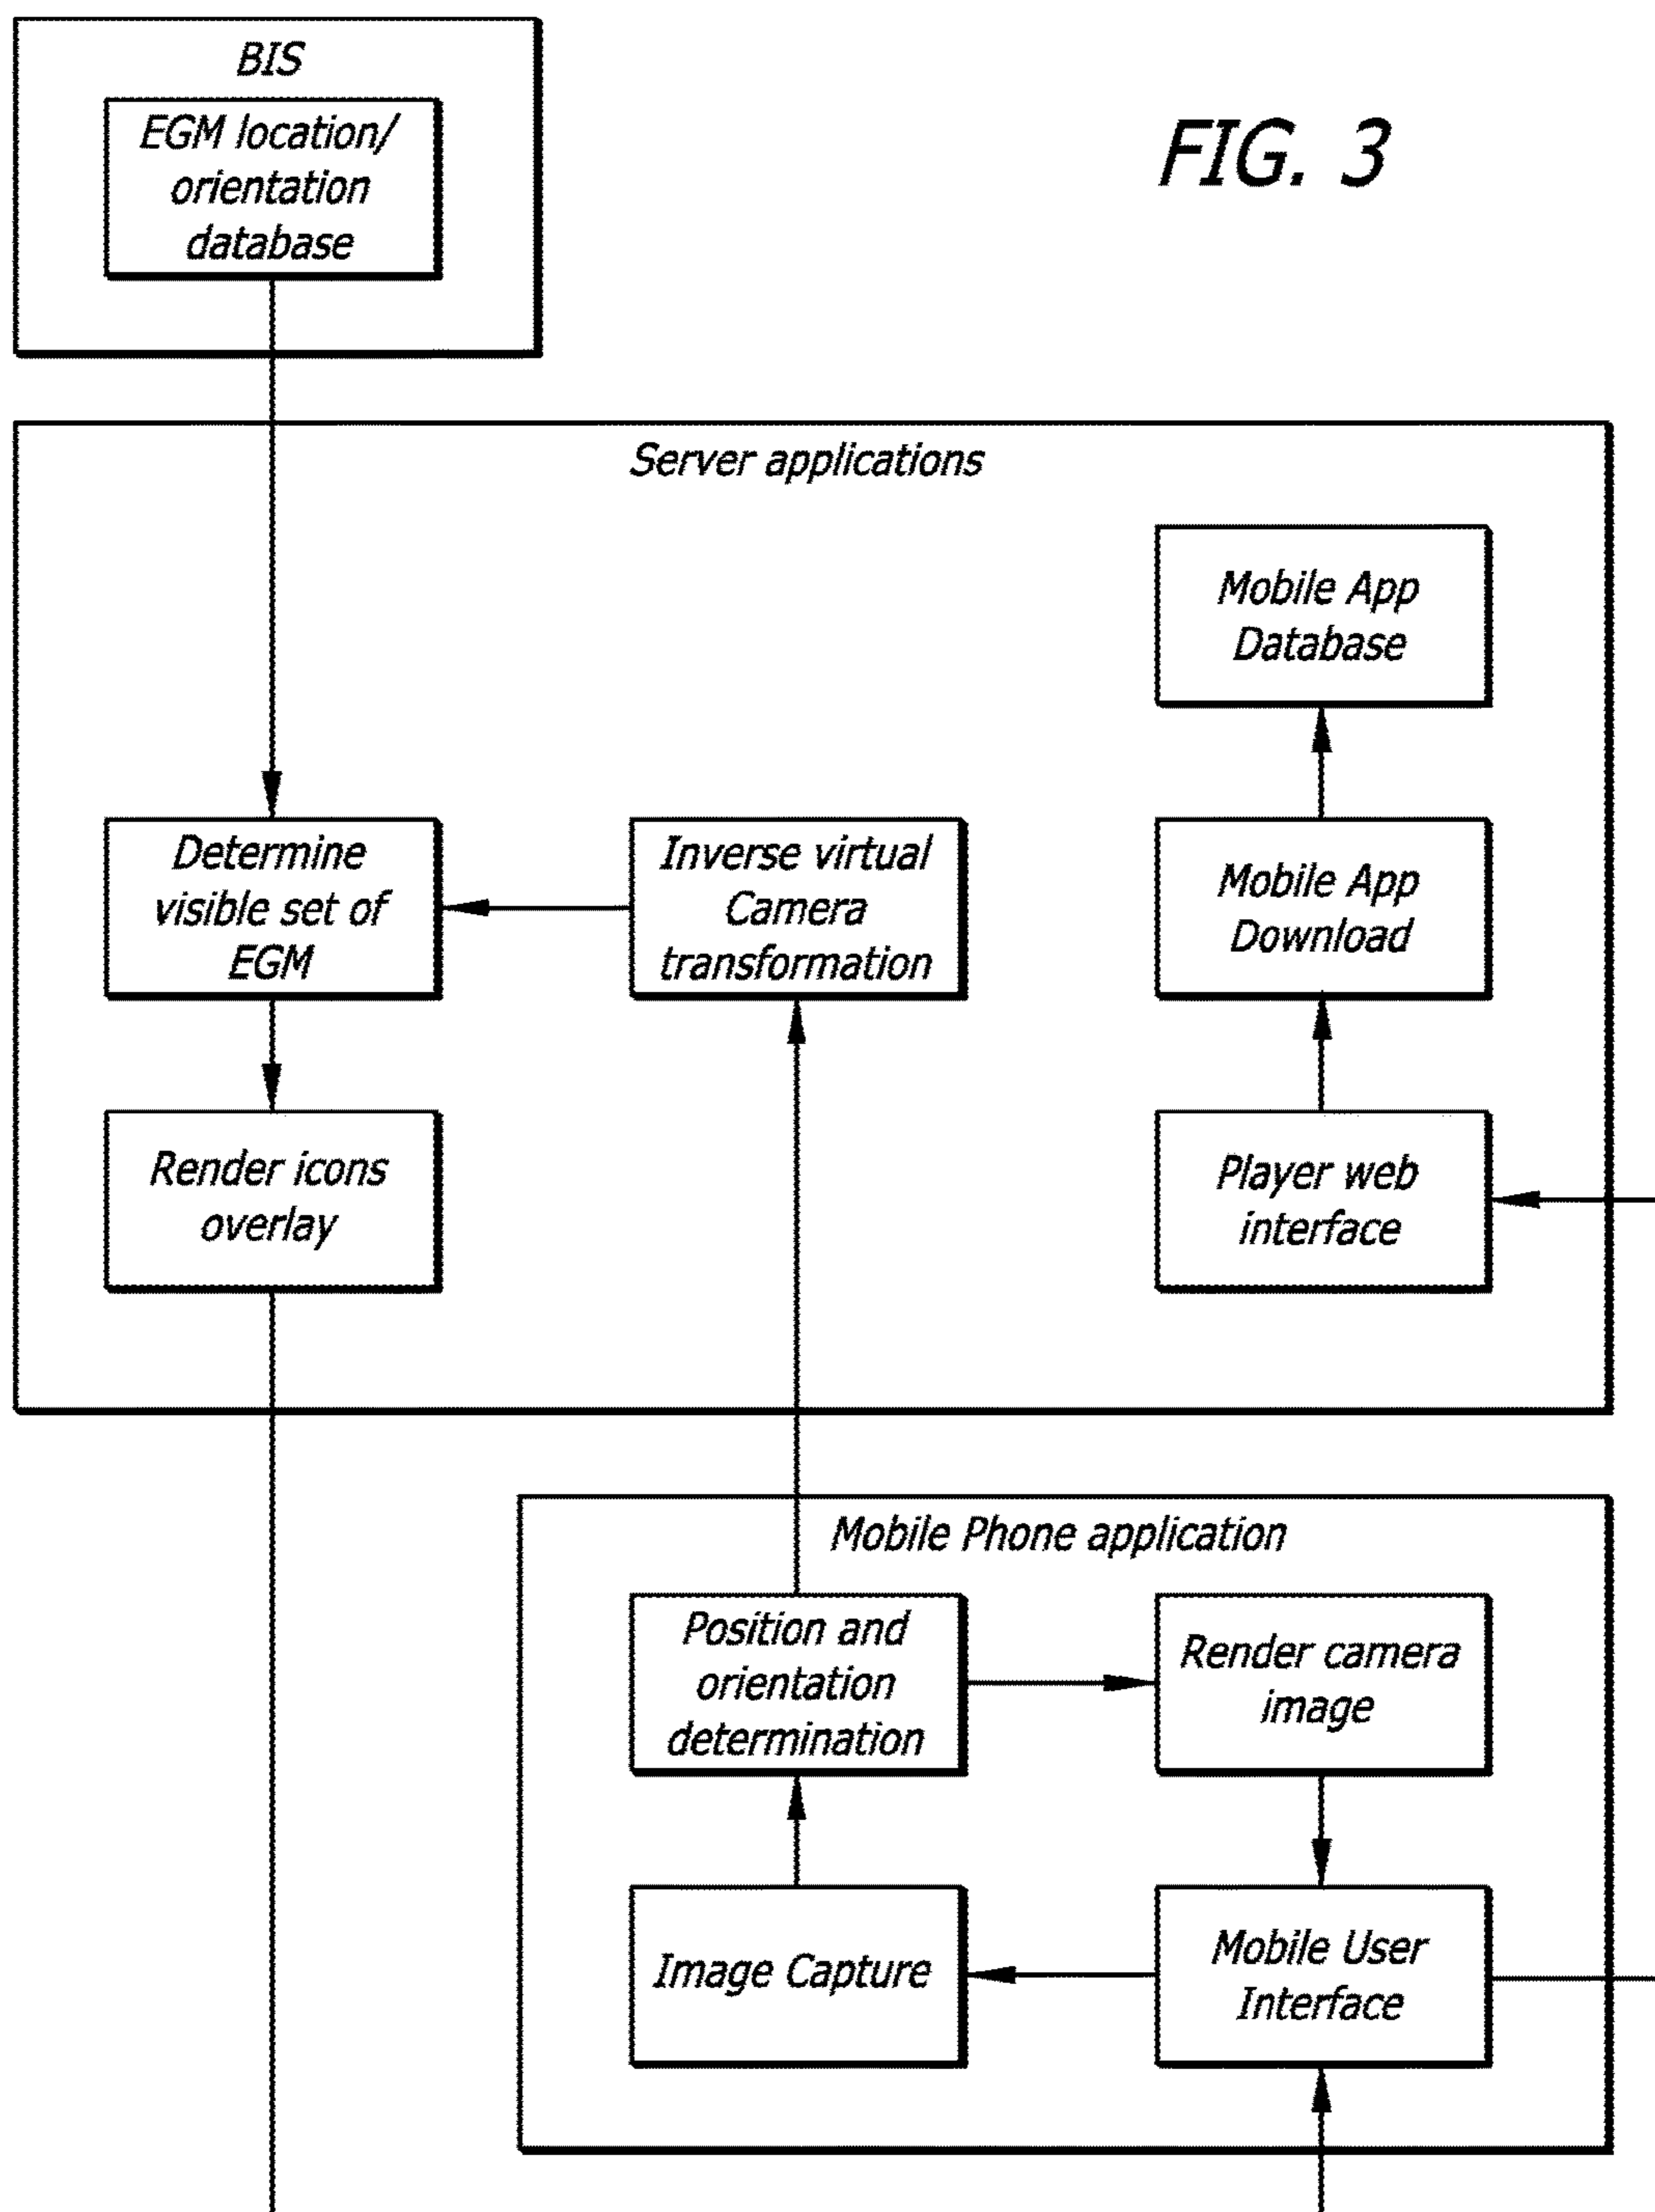 BIS
EGM location/
orientation
database
FIG. 3
Server applications
Mobile App
Database
Determine
visible set of
EGM
Inverse virtual
Camera
transformation
Mobile App
Download
Render icons
overlay
Player web
interface
Mobile Phone application
Position and
orientation
determination
Render camera
image
Image Capture
Mobile User
Interface